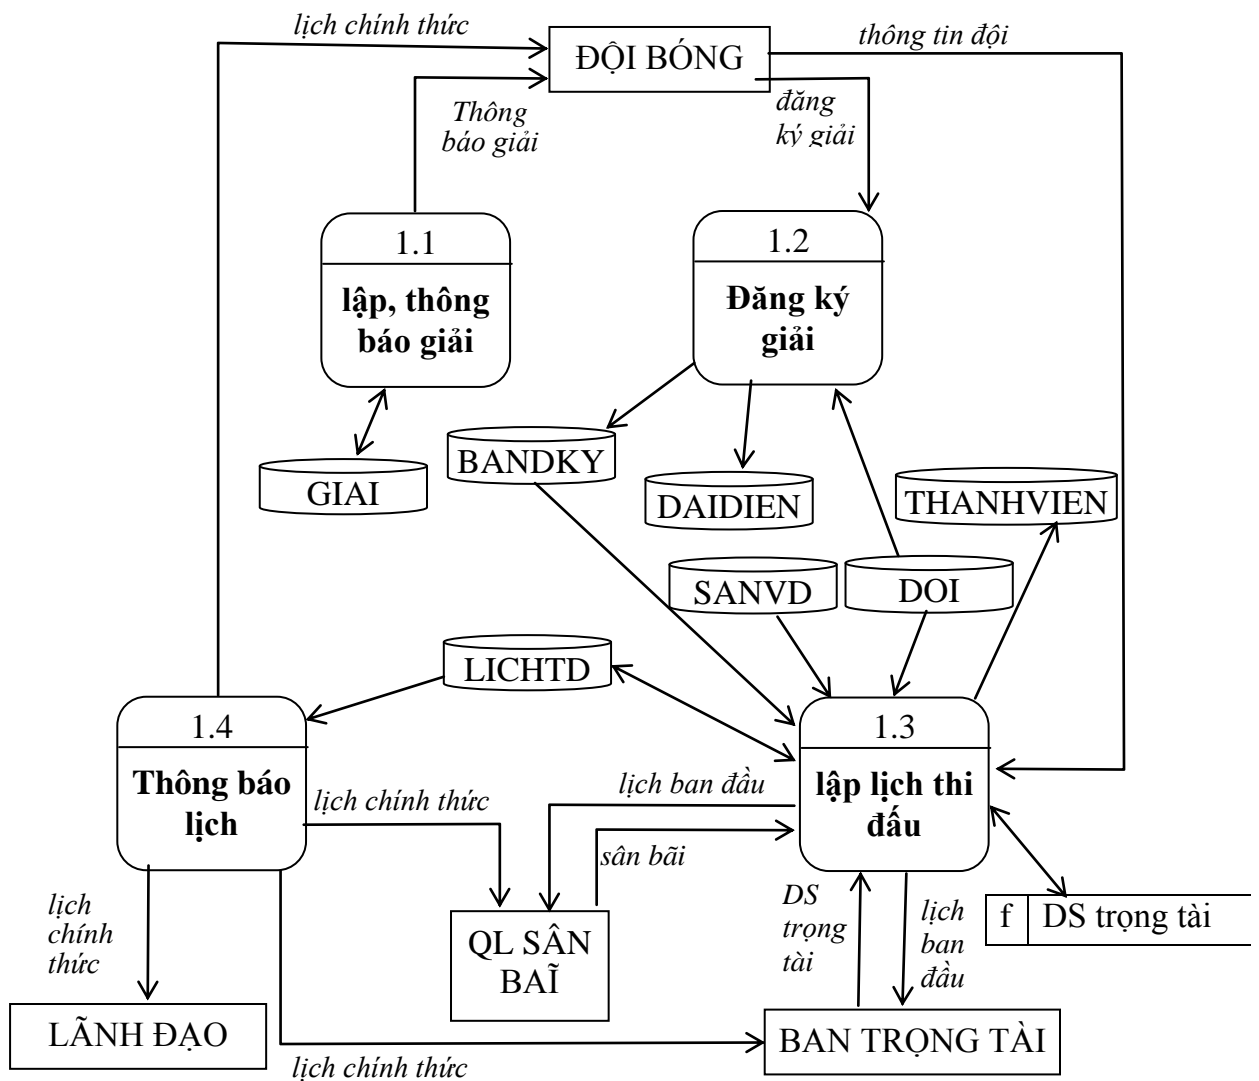 lịch chính thức
ĐỘI BÓNG
thông tin đội
Thông
báo giải
đăng
ký giải
1.1
lập, thông
báo giải
1.2
Đăng ký
giải
BANDKY
GIAI
DAIDIEN
THANHVIEN
SANVD
DOI
LICHTD
1.4
Thông báo
lịch
1.3
lập lịch thi
đấu
lịch chính thức
lịch ban đầu
sân bãi
lịch
chính
thức
QL SÂN
BAĨ
DS
trọng
tài
lịch
ban
đầu
f DS trọng tài
LÃNH ĐẠO
lịch chính thức
BAN TRỌNG TÀI